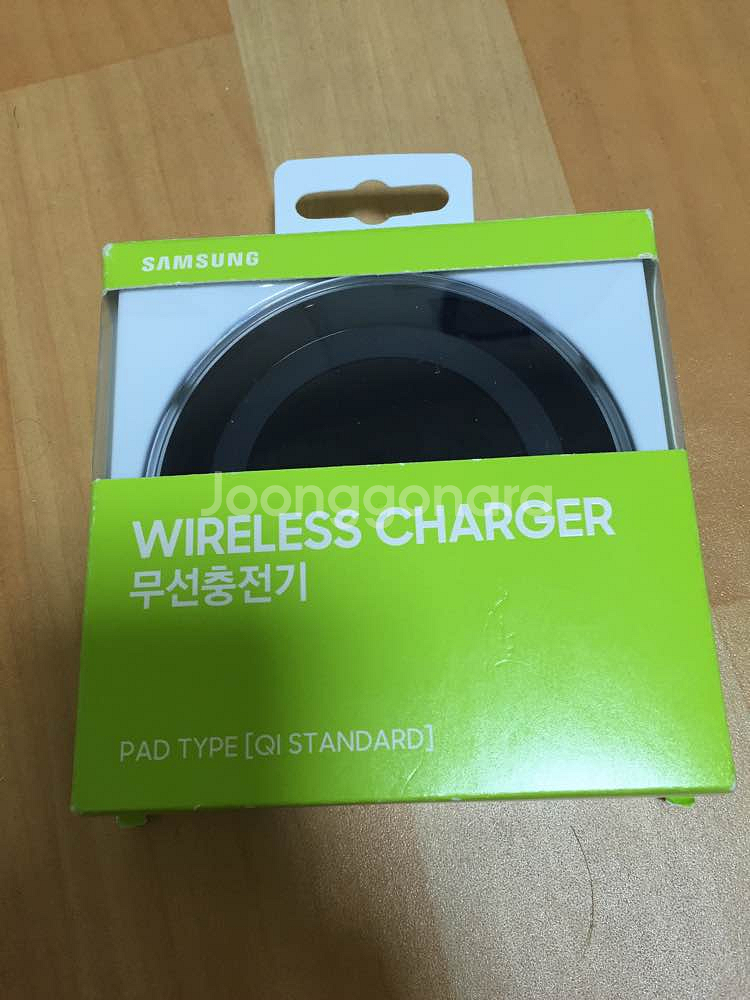 SAMSUNG
Joonggonara
WIRELESS CHARGER
무선충전기
PAD TYPE [QI STANDARD]